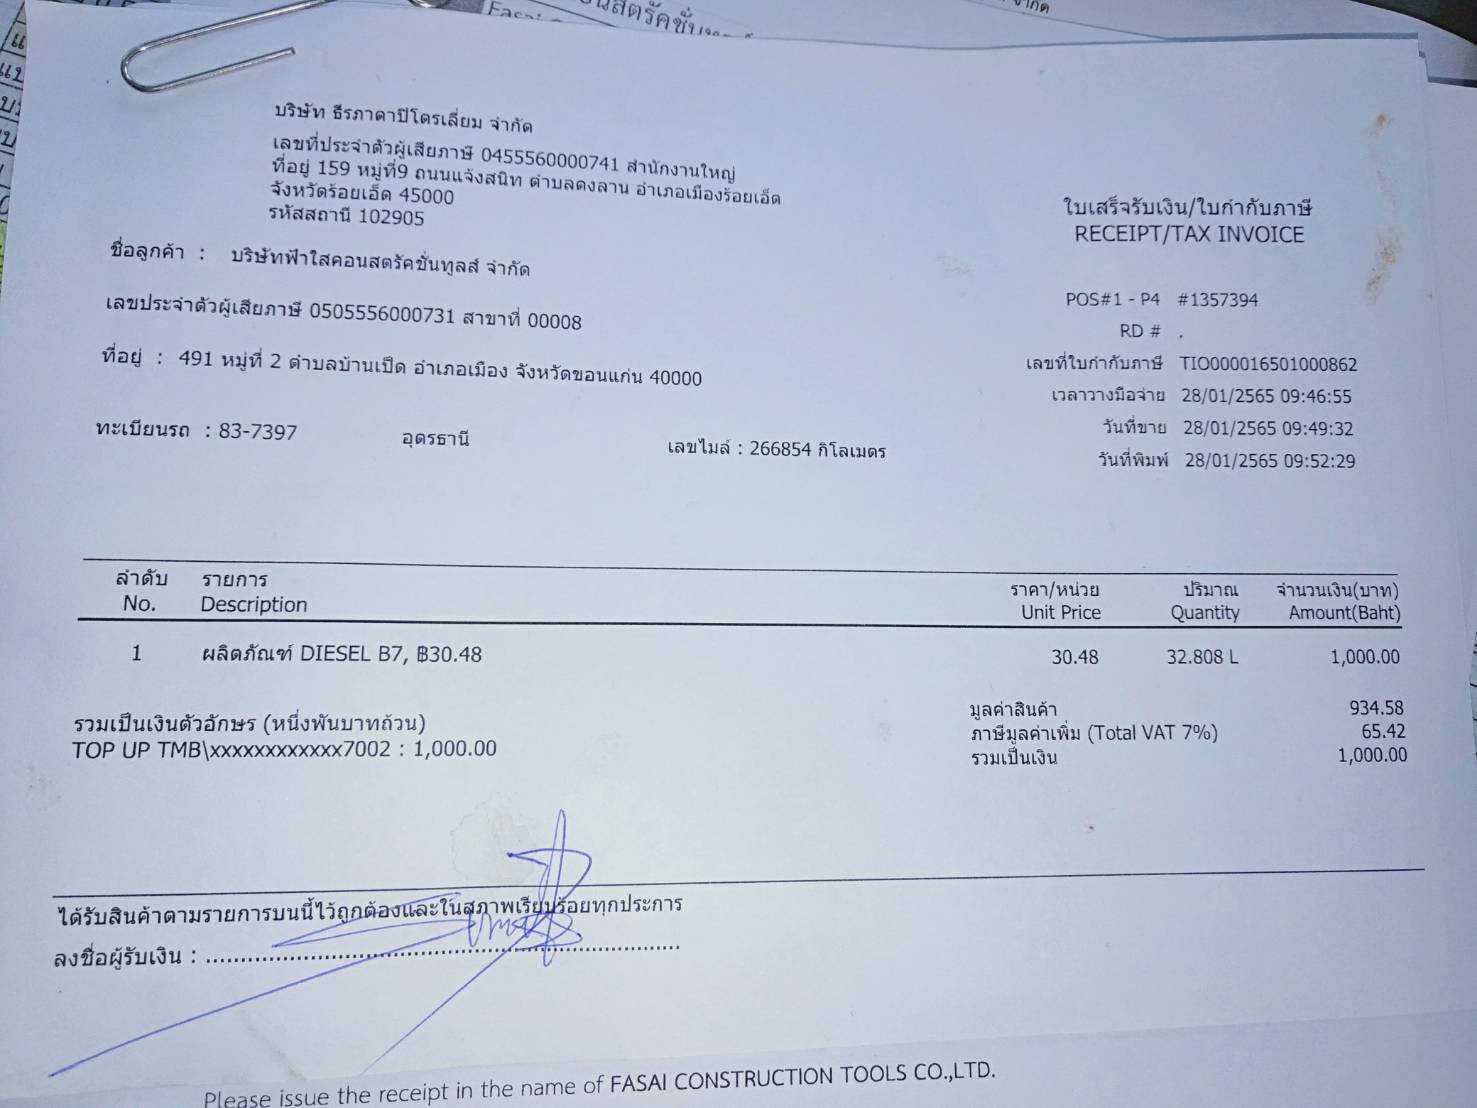 บริษัท ธีรภาดาปิโตรเลี่ยม จำกัด
เลขที่ประจำตัวผู้เสียภาษี 0455560000741 สำนักงานใหญ่
ที่อยู่ 159 หมู่ที่9 ถนนแจ้งสนิท ตำบลดงลาน อำเภอเมืองร้อยเอ็ด
จังหวัดร้อยเอ็ด 45000
รหัสสถานี 102905
ใบเสร็จรับเงิน/ใบกำกับภาษี
RECEIPT/TAX INVOICE
ชื่อลูกค้า : บริษัทฟ้าใสคอนสตรัคชั่นทูลส์ จำกัด
เลขประจำตัวผู้เสียภาษี 0505556000731 สาขาที่ 00008
ที่อยู่ : 491 หมู่ที่ 2 ตำบลบ้านเป็ด อำเภอเมือง จังหวัดขอนแก่น 40000
ทะเบียนรถ : 83-7397 อุดรธานี เลขไมล์ : 266854 กิโลเมตร
POS#1 - P4 #1357394
RD # .
เลขที่ใบกำกับภาษี TIO000016501000862
เวลาวางมือจ่าย 28/01/2565 09:46:55
วันที่ขาย 28/01/2565 09:49:32
วันที่พิมพ์ 28/01/2565 09:52:29
ลำดับ รายการ ราคา/หน่วย ปริมาณ จำนวนเงิน(บาท)
No. Description Unit Price Quantity Amount(Baht)
1 ผลิตภัณฑ์ DIESEL B7, ฿30.48 30.48 32.808 L 1,000.00
มูลค่าสินค้า 934.58
รวมเป็นเงินตัวอักษร (หนึ่งพันบาทถ้วน) ภาษีมูลค่าเพิ่ม (Total VAT 7%) 65.42
TOP UP TMB\xxxxxxxxxxxx7002 : 1,000.00 รวมเป็นเงิน 1,000.00
ได้รับสินค้าตามรายการบนนี้ไว้ถูกต้องและในสภาพเรียบร้อยทุกประการ
ลงชื่อผู้รับเงิน : ........................................
Please issue the receipt in the name of FASAI CONSTRUCTION TOOLS CO.,LTD.